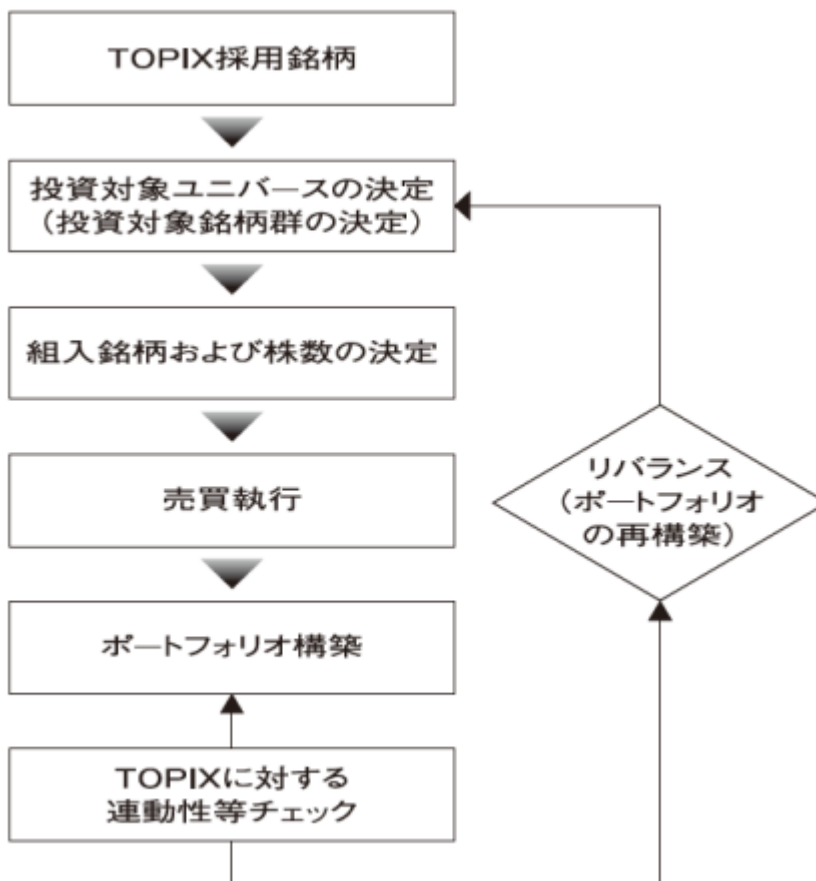 TOPIX採用銘柄
投資対象ユニバースの決定
（投資対象銘柄群の決定）
組入銘柄および株数の決定
売買執行
ポートフォリオ構築
TOPIXに対する
連動性等チェック
リバランス
（ポートフォリオ
の再構築）